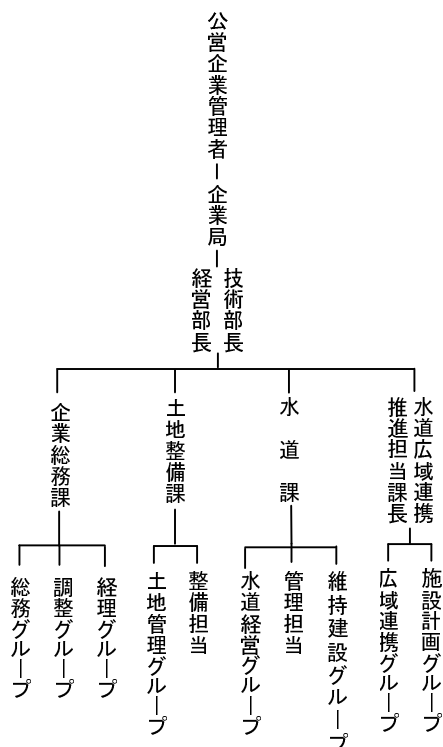 公営企業管理者
企業局
技術部長
経営部長
水道広域連携
推進担当課長
水道課
土地整備課
企業総務課
施設計画グループ
広域連携グループ
維持建設グループ
管理担当
水道経営グループ
整備担当
土地管理グループ
経理グループ
調整グループ
総務グループ